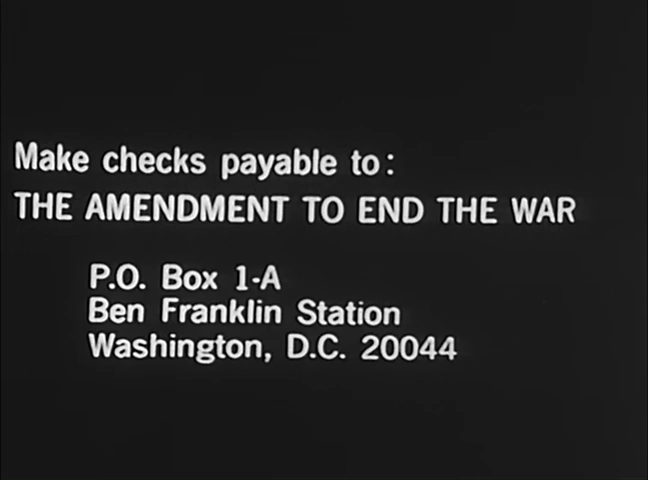 Make checks payable to:
THE AMENDMENT TO END THE WAR
P.O. Box 1-A
Ben Franklin Station
Washington, D.C. 20044